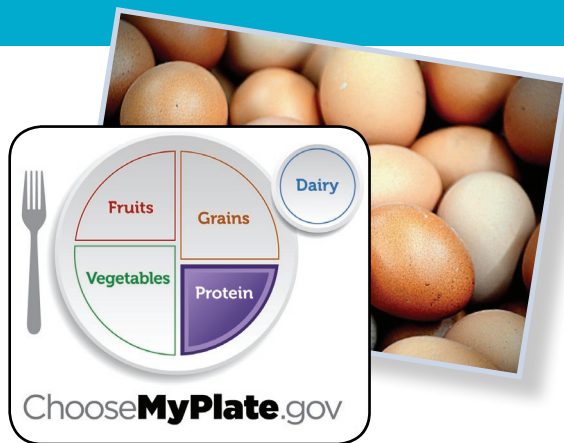 Fruits
Grains
Dairy
Vegetables
Protein
ChooseMyPlate.gov